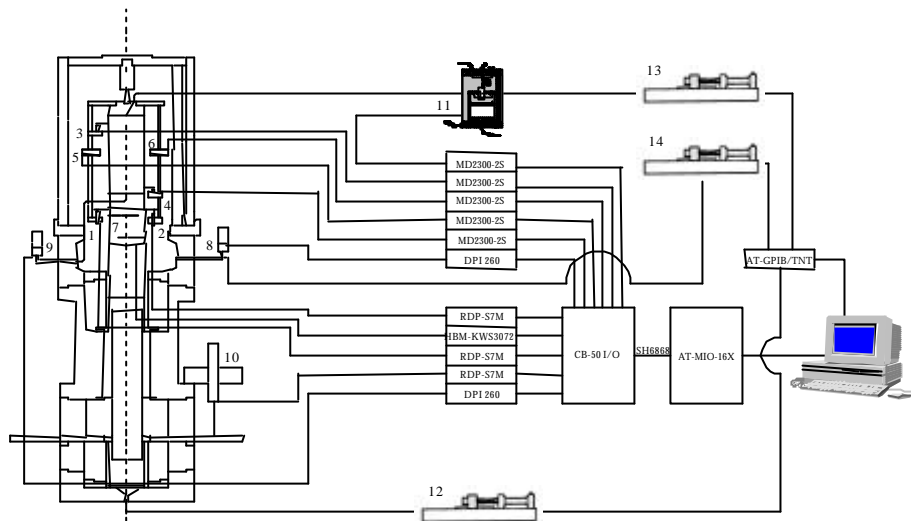 13
11
14
3
5
6
4
MD2300-2S
MD2300-2S
MD2300-2S
MD2300-2S
MD2300-2S
DPI 260
9
1
7
2
8
AT-GPIB/TNT
RDP-S7M
HBM-KWS3072
RDP-S7M
RDP-S7M
DPI 260
CB-50 I/O
SH6868
AT-MIO-16X
10
12